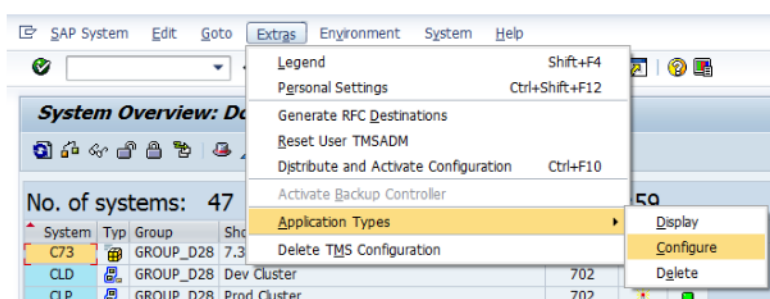 SAP System Edit Goto Extras Environment System Help
Legend Shift+F4
Personal Settings Ctrl+Shift+F12
System Overview: Do
Generate RFC Destinations
Reset User TMSADM
Distribute and Activate Configuration Ctrl+F10
Activate Backup Controller
No. of systems: 47 :59
Application Types Display
System Typ Group Sho
Delete TMS Configuration Configure
C73 GROUP_D28 7.3
Delete
CLD GROUP_D28 Dev Cluster 702
CLP GROUP_D28 Prod Cluster 702